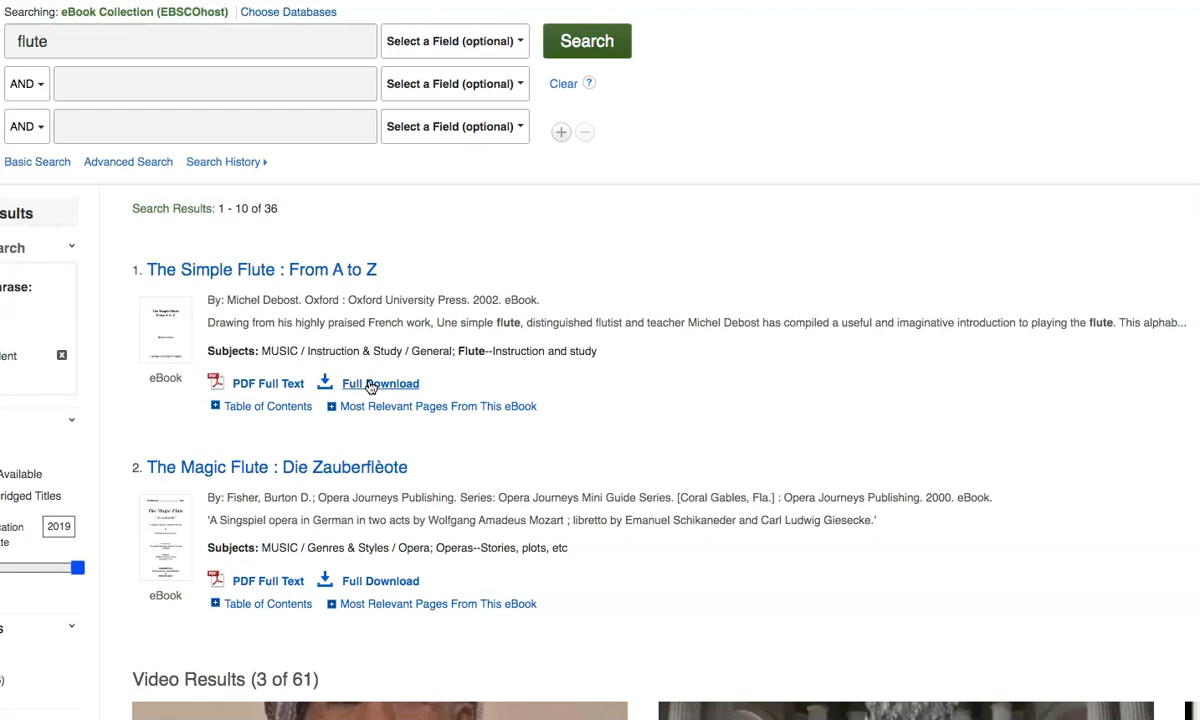 Searching: eBook Collection (EBSCOhost) Choose Databases
flute Select a Field (optional) Search
AND Select a Field (optional) Clear ?
AND Select a Field (optional)
Basic Search Advanced Search Search History
sults
arch
rase:
ent
Available
ridged Titles
ation 2019
te
s
)
Search Results: 1 - 10 of 36
1. The Simple Flute : From A to Z
By: Michel Debost. Oxford : Oxford University Press. 2002. eBook.
Drawing from his highly praised French work, Une simple flute, distinguished flutist and teacher Michel Debost has compiled a useful and imaginative introduction to playing the flute. This alphab...
Subjects: MUSIC / Instruction & Study / General; Flute--Instruction and study
eBook
PDF Full Text Full Download
Table of Contents Most Relevant Pages From This eBook
2. The Magic Flute : Die Zauberflèote
By: Fisher, Burton D.; Opera Journeys Publishing. Series: Opera Journeys Mini Guide Series. [Coral Gables, Fla.] : Opera Journeys Publishing. 2000. eBook.
'A Singspiel opera in German in two acts by Wolfgang Amadeus Mozart ; libretto by Emanuel Schikaneder and Carl Ludwig Giesecke.'
Subjects: MUSIC / Genres & Styles / Opera; Operas--Stories, plots, etc
PDF Full Text Full Download
eBook
Table of Contents Most Relevant Pages From This eBook
Video Results (3 of 61)